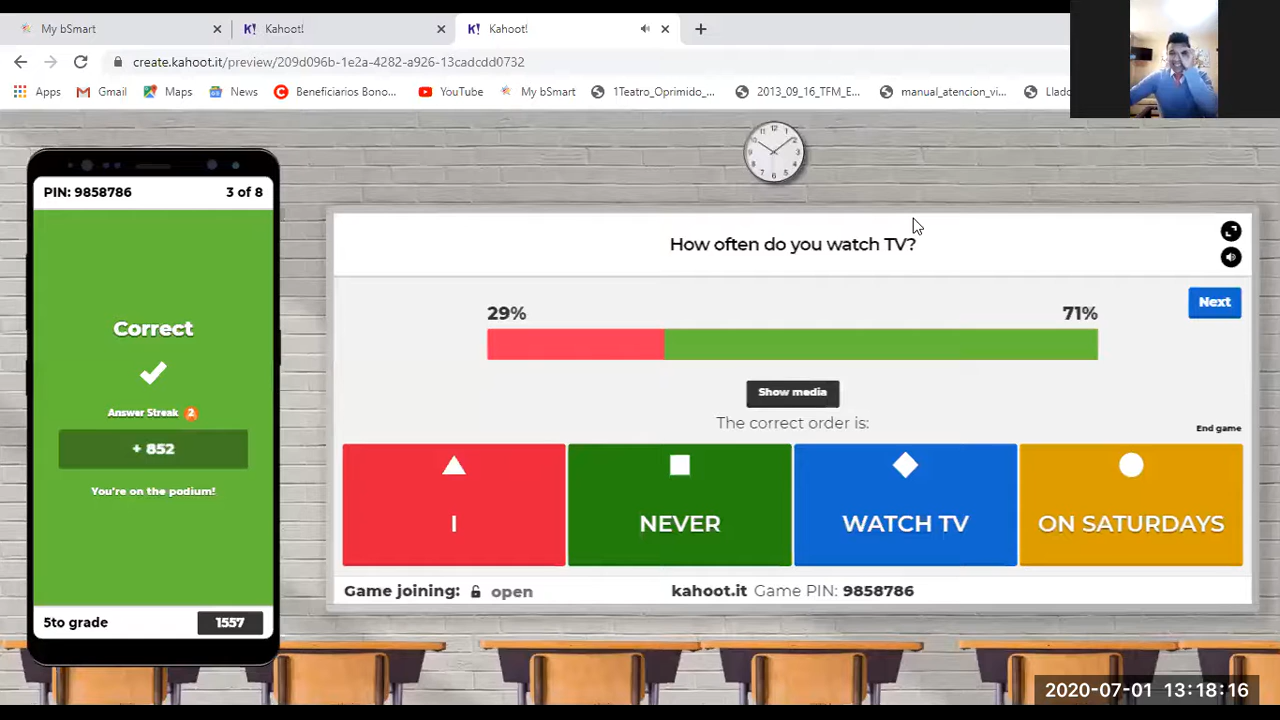 My bSmart
Kahoot!
Kahoot!
create.kahoot.it/preview/209d096b-1e2a-4282-a92b-13cadcdd0732
Apps
Gmail
Maps
News
Beneficiarios Bono...
YouTube
My bSmart
1Teatro_Oprimido_...
2013_09_16_TFM_E...
manual_atencion_vi...
PIN: 9858786
3 of 8
Correct
Answer Streak 2
+ 852
You're on the podium!
5to grade
1557
How often do you watch TV?
Next
29%
71%
Show media
The correct order is:
End game
I
NEVER
WATCH TV
ON SATURDAYS
Game joining: open
kahoot.it Game PIN: 9858786
2020-07-01 13:18:16